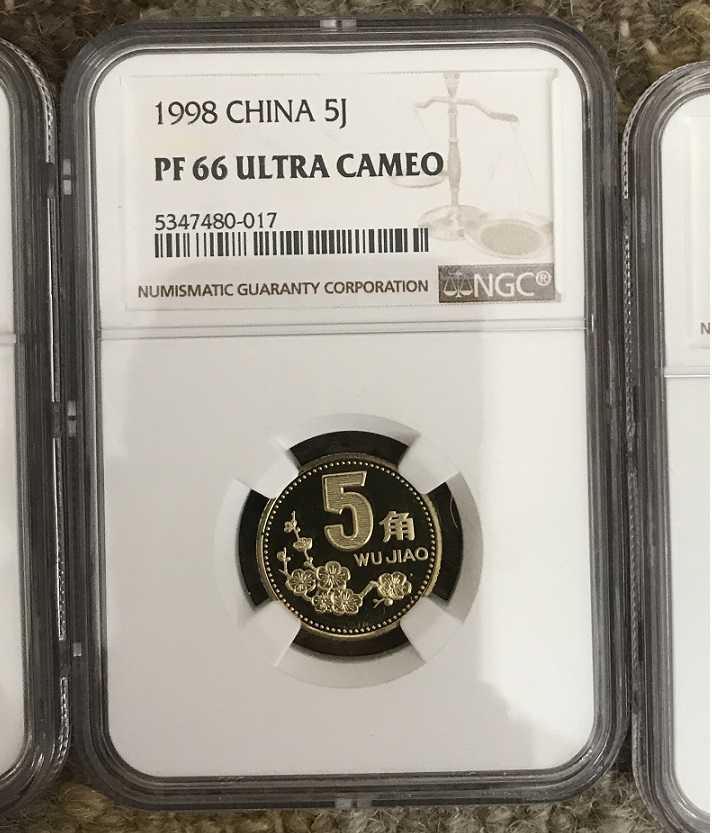 1998 CHINA 5J
PF 66 ULTRA CAMEO
5347480-017
NUMISMATIC GUARANTY CORPORATION
NGC®
5 角
WU JIAO
N